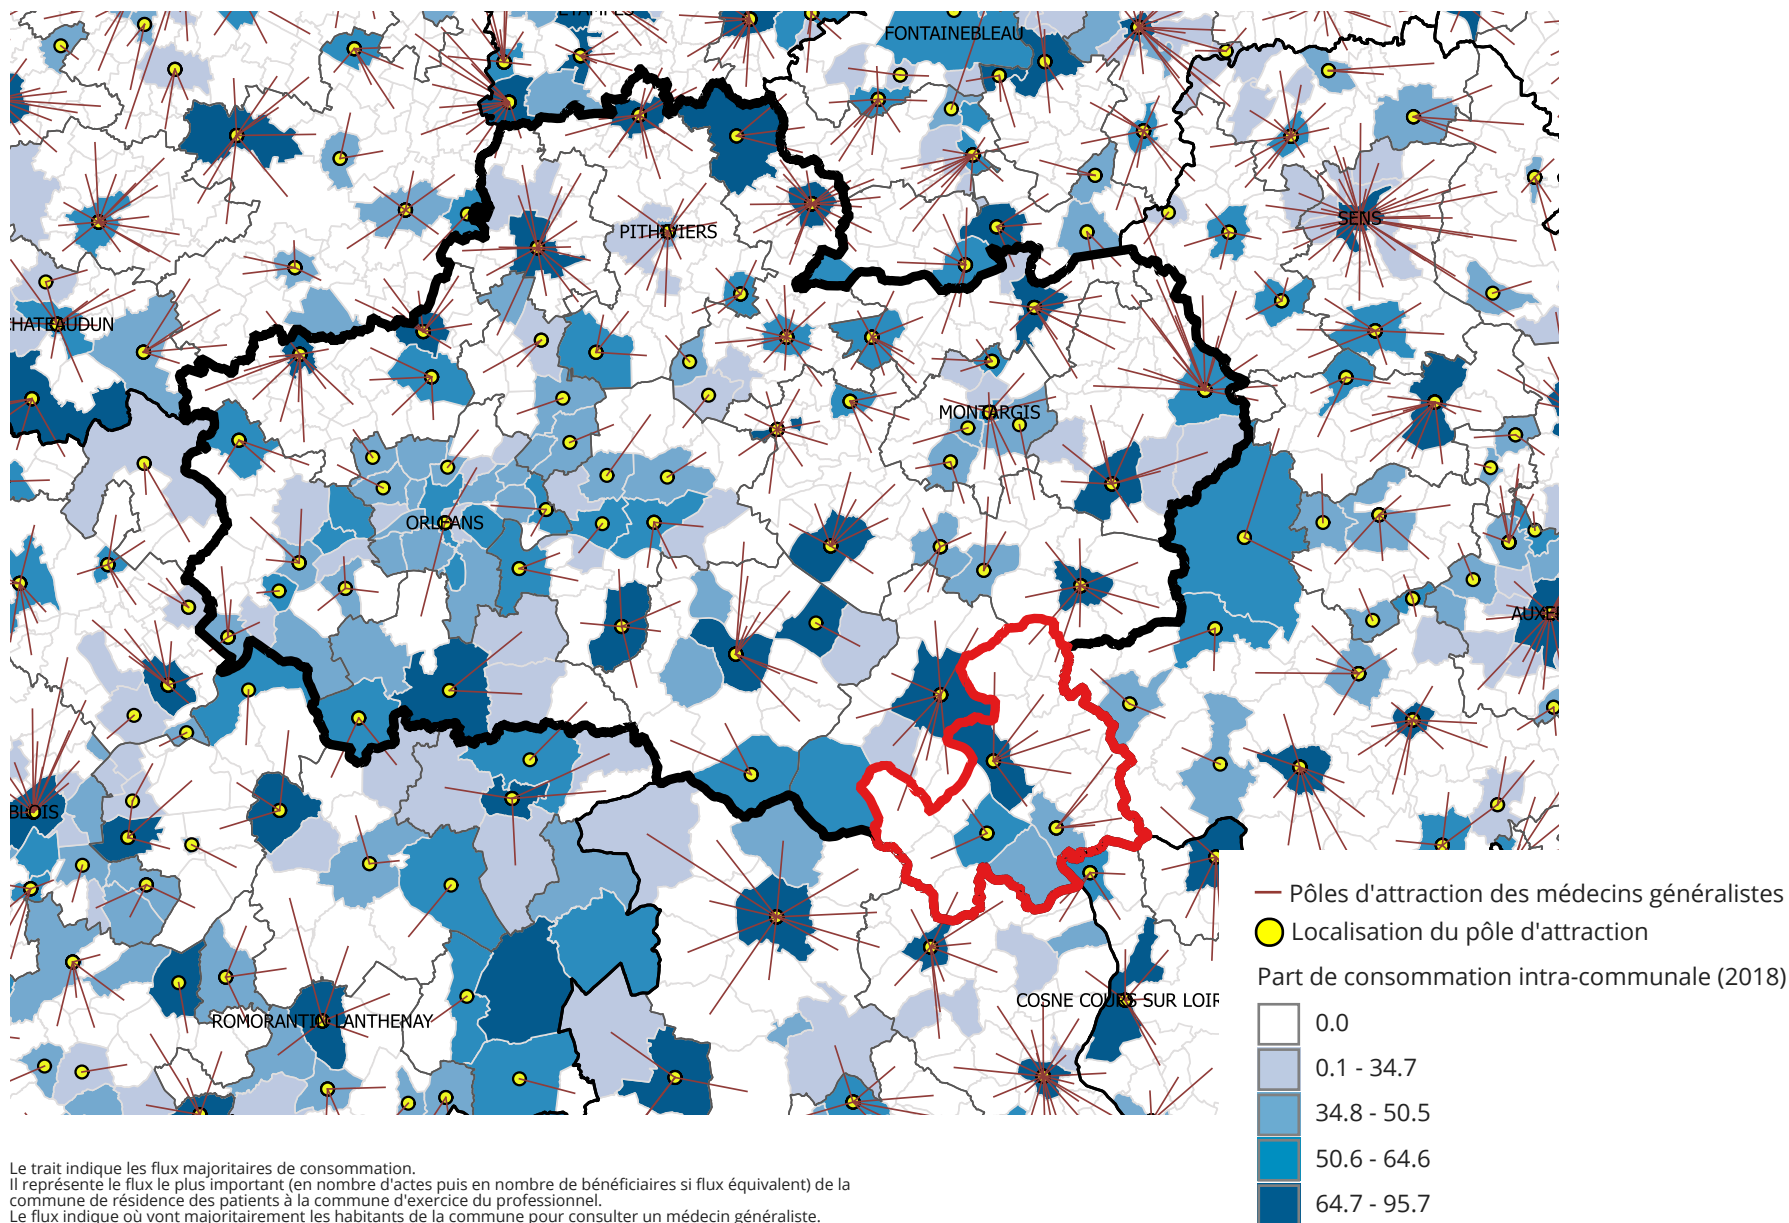 ETAMPES
FONTAINEBLEAU
PITHIVIERS
SENS
CHATEAUDUN
MONTARGIS
ORLEANS
AUXE
BLOIS
COSNE COURS SUR LOIR
ROMORANTIN LANTHENAY
Pôles d'attraction des médecins généralistes
Localisation du pôle d'attraction
Part de consommation intra-communale (2018)
0.0
0.1 - 34.7
34.8 - 50.5
50.6 - 64.6
64.7 - 95.7
Le trait indique les flux majoritaires de consommation.
Il représente le flux le plus important (en nombre d'actes puis en nombre de bénéficiaires si flux équivalent) de la
commune de résidence des patients à la commune d'exercice du professionnel.
Le flux indique où vont majoritairement les habitants de la commune pour consulter un médecin généraliste.